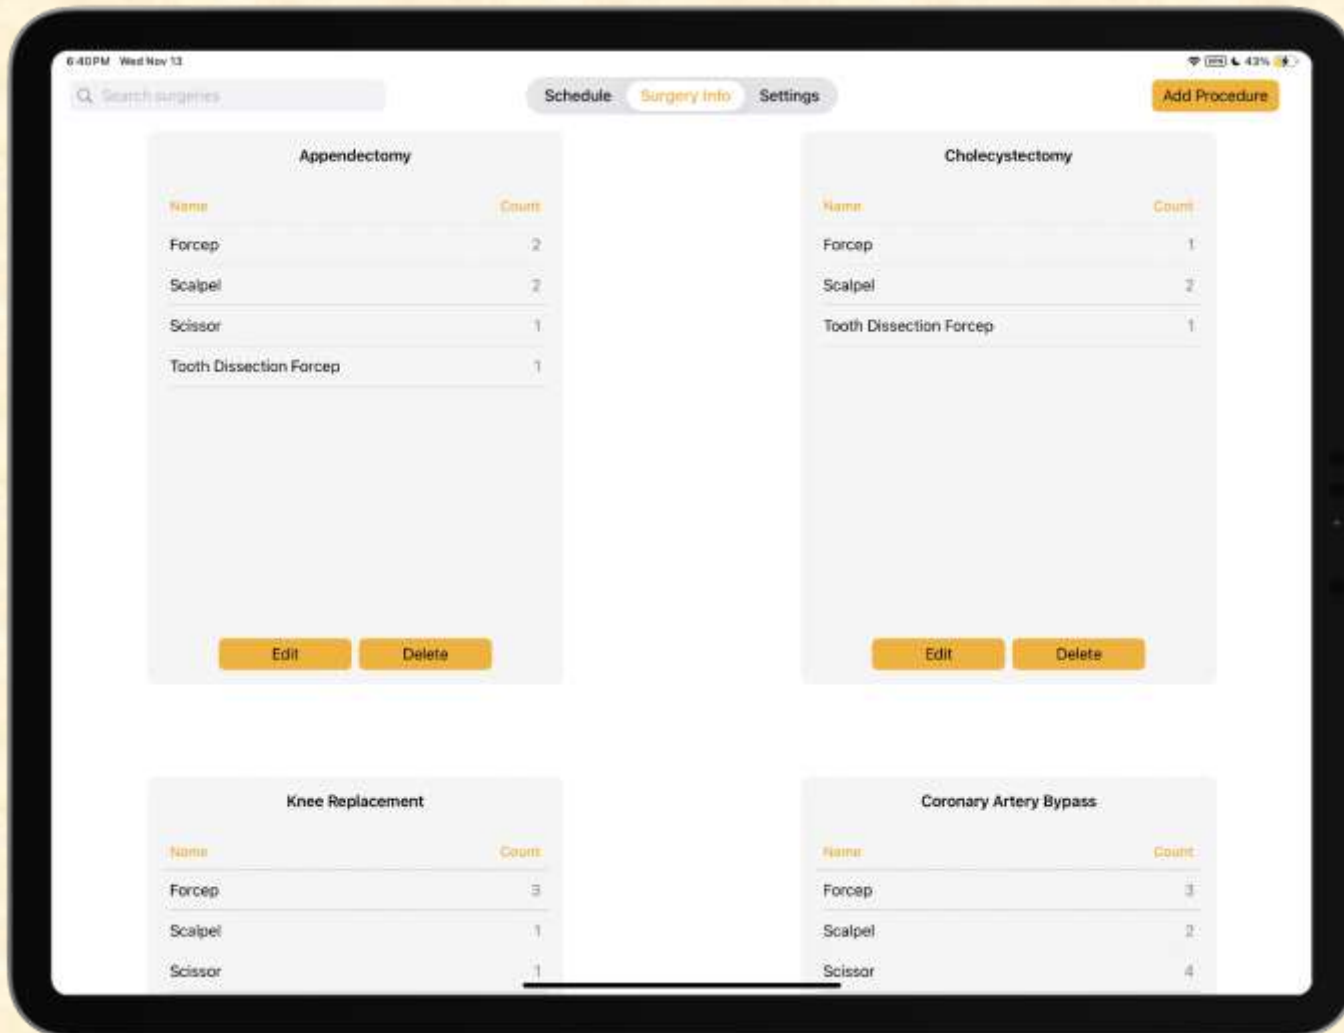 6:40 PM Wed Nov 13
VPN 43%
Search surgeries
Schedule Surgery Info Settings
Add Procedure
Appendectomy
Name Count
Forcep 2
Scalpel 2
Scissor 1
Tooth Dissection Forcep 1
Edit Delete
Cholecystectomy
Name Count
Forcep 1
Scalpel 2
Tooth Dissection Forcep 1
Edit Delete
Knee Replacement
Name Count
Forcep 3
Scalpel 1
Scissor 1
Coronary Artery Bypass
Name Count
Forcep 3
Scalpel 2
Scissor 4